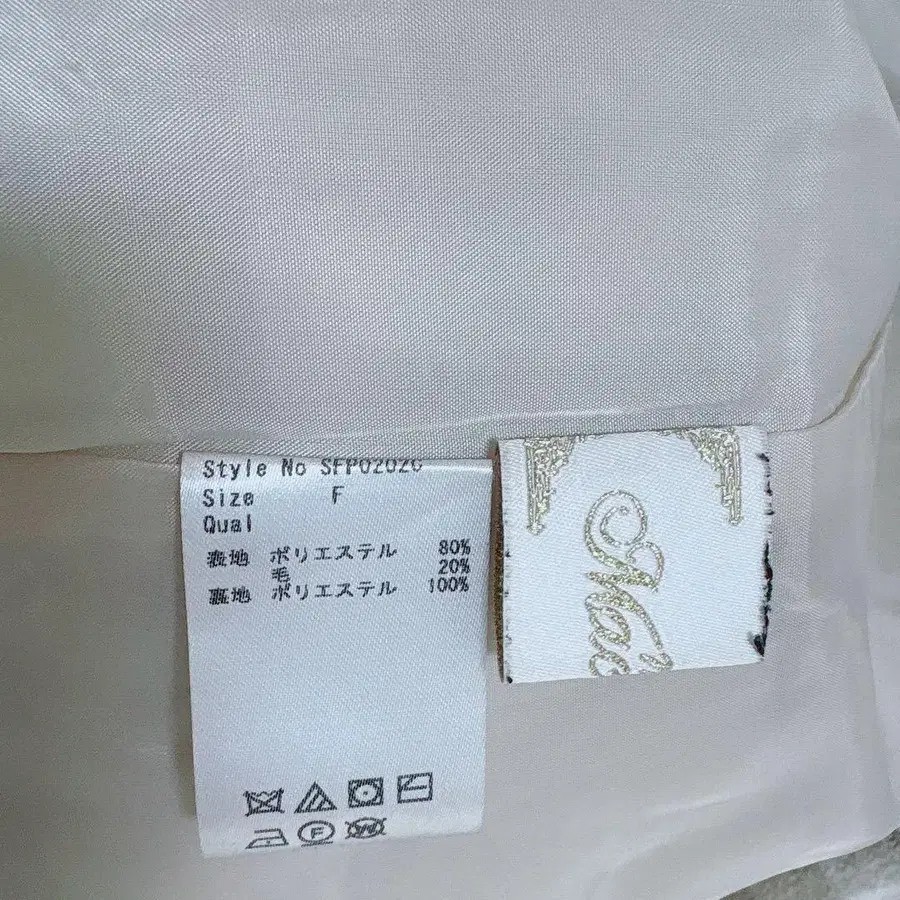 Style No SFP02020
Size F
Qual
表地 ポリエステル 80%
毛 20%
裏地 ポリエステル 100%
F
W